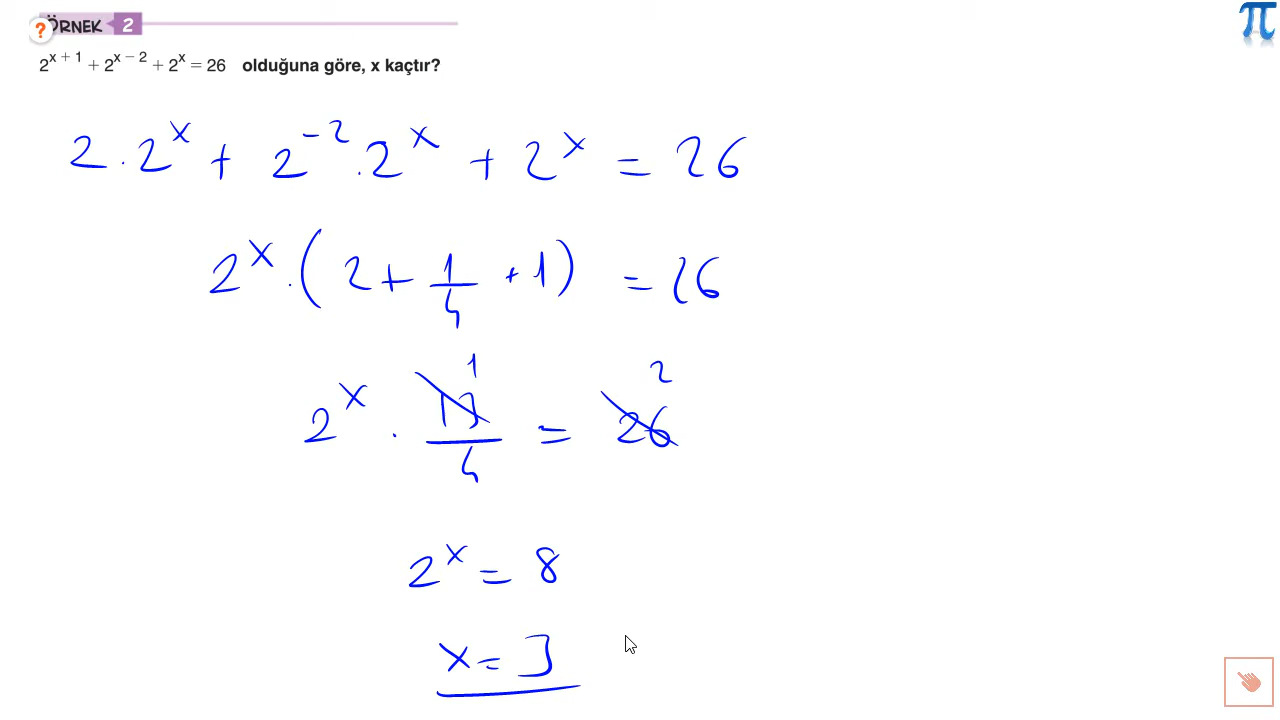 ÖRNEK 2
2^{x + 1} + 2^{x – 2} + 2^x = 26 olduğuna göre, x kaçtır?
2 . 2^x + 2^{-2} . 2^x + 2^x = 26
2^x . ( 2 + 1/4 + 1 ) = 26
2^x . 13/4 = 26
1 2
2^x = 8
x = 3